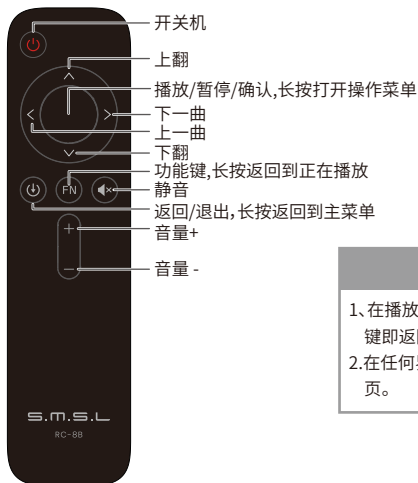 开关机
上翻
播放/暂停/确认,长按打开操作菜单
下一曲
上一曲
下翻
功能键,长按返回到正在播放
静音
返回/退出，长按返回到主菜单
音量+
音量 -
FN
S.M.S.L
RC-88
1、在播放
键即返回
2.在任何
页。